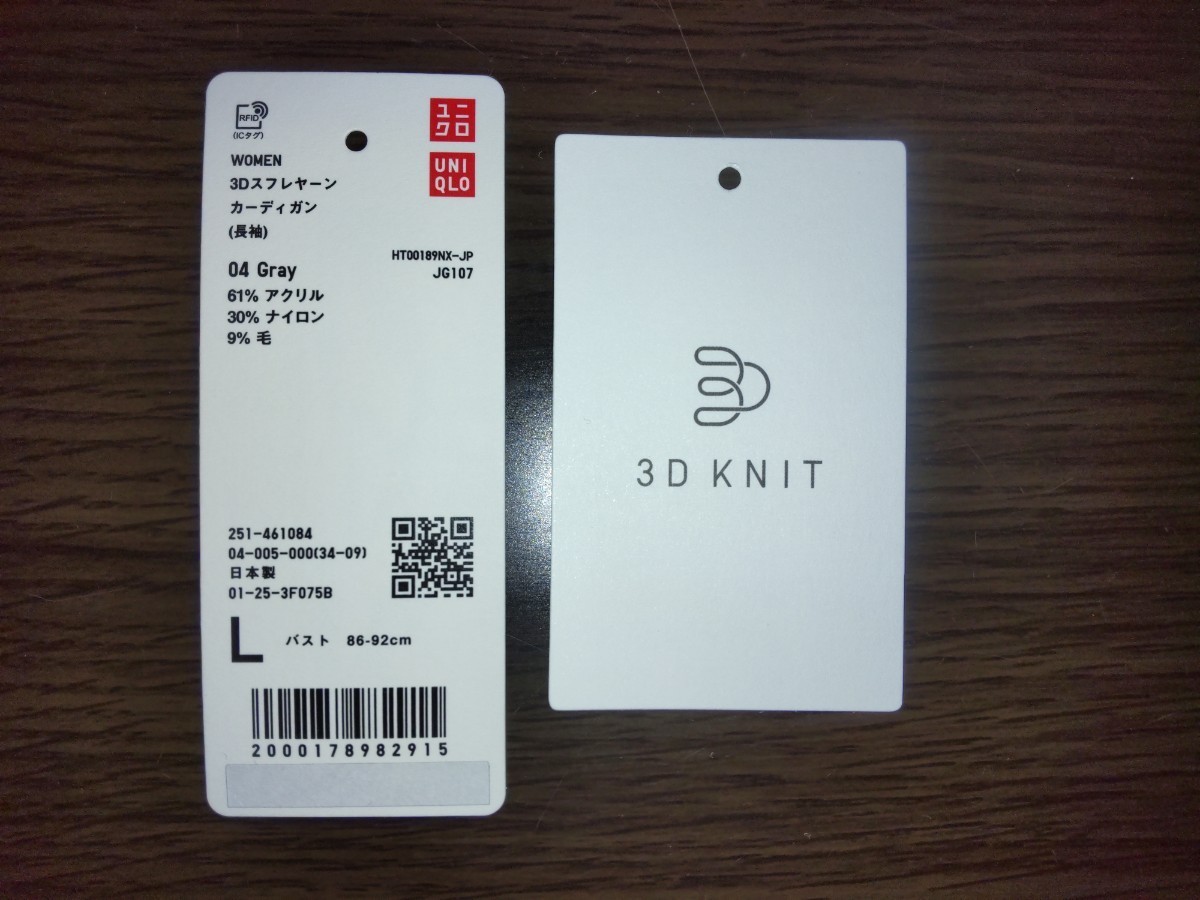 RFID
(ICタグ)
ユニ
クロ
UNI
QLO
WOMEN
3Dスフレヤーン
カーディガン
(長袖)
HT00189NX-JP
JG107
04 Gray
61% アクリル
30% ナイロン
9% 毛
251-461084
04-005-000(34-09)
日本製
01-25-3F075B
L バスト 86-92cm
2000178982915
3D KNIT